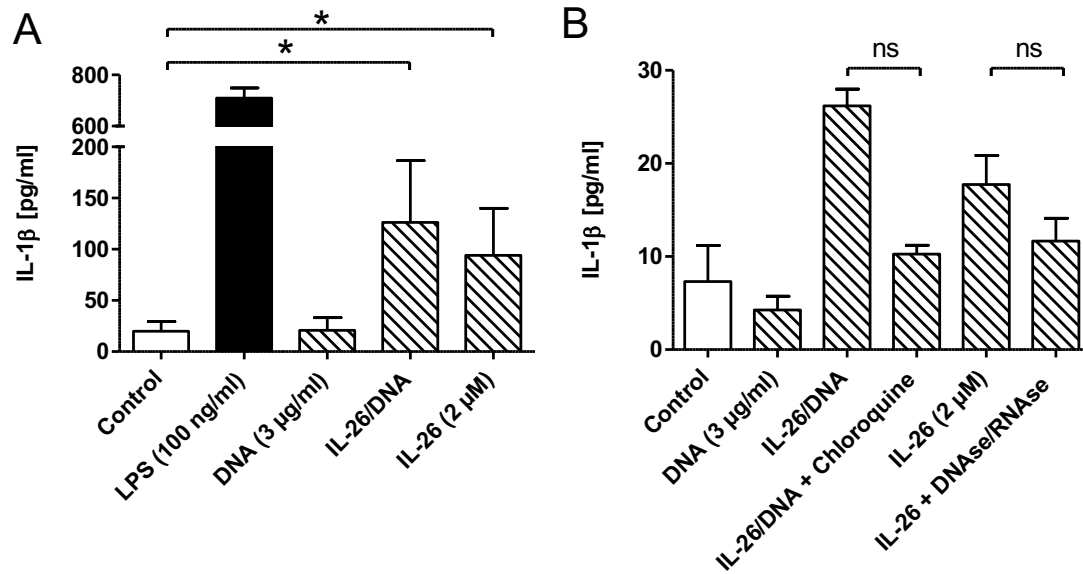 A
*
*
IL-1β [pg/ml]
800
600
200
150
100
50
0
Control
LPS (100 ng/ml)
DNA (3 µg/ml)
IL-26/DNA
IL-26 (2 µM)
B
ns
ns
IL-1β [pg/ml]
30
20
10
0
Control
DNA (3 µg/ml)
IL-26/DNA
IL-26/DNA + Chloroquine
IL-26 (2 µM)
IL-26 + DNAse/RNAse